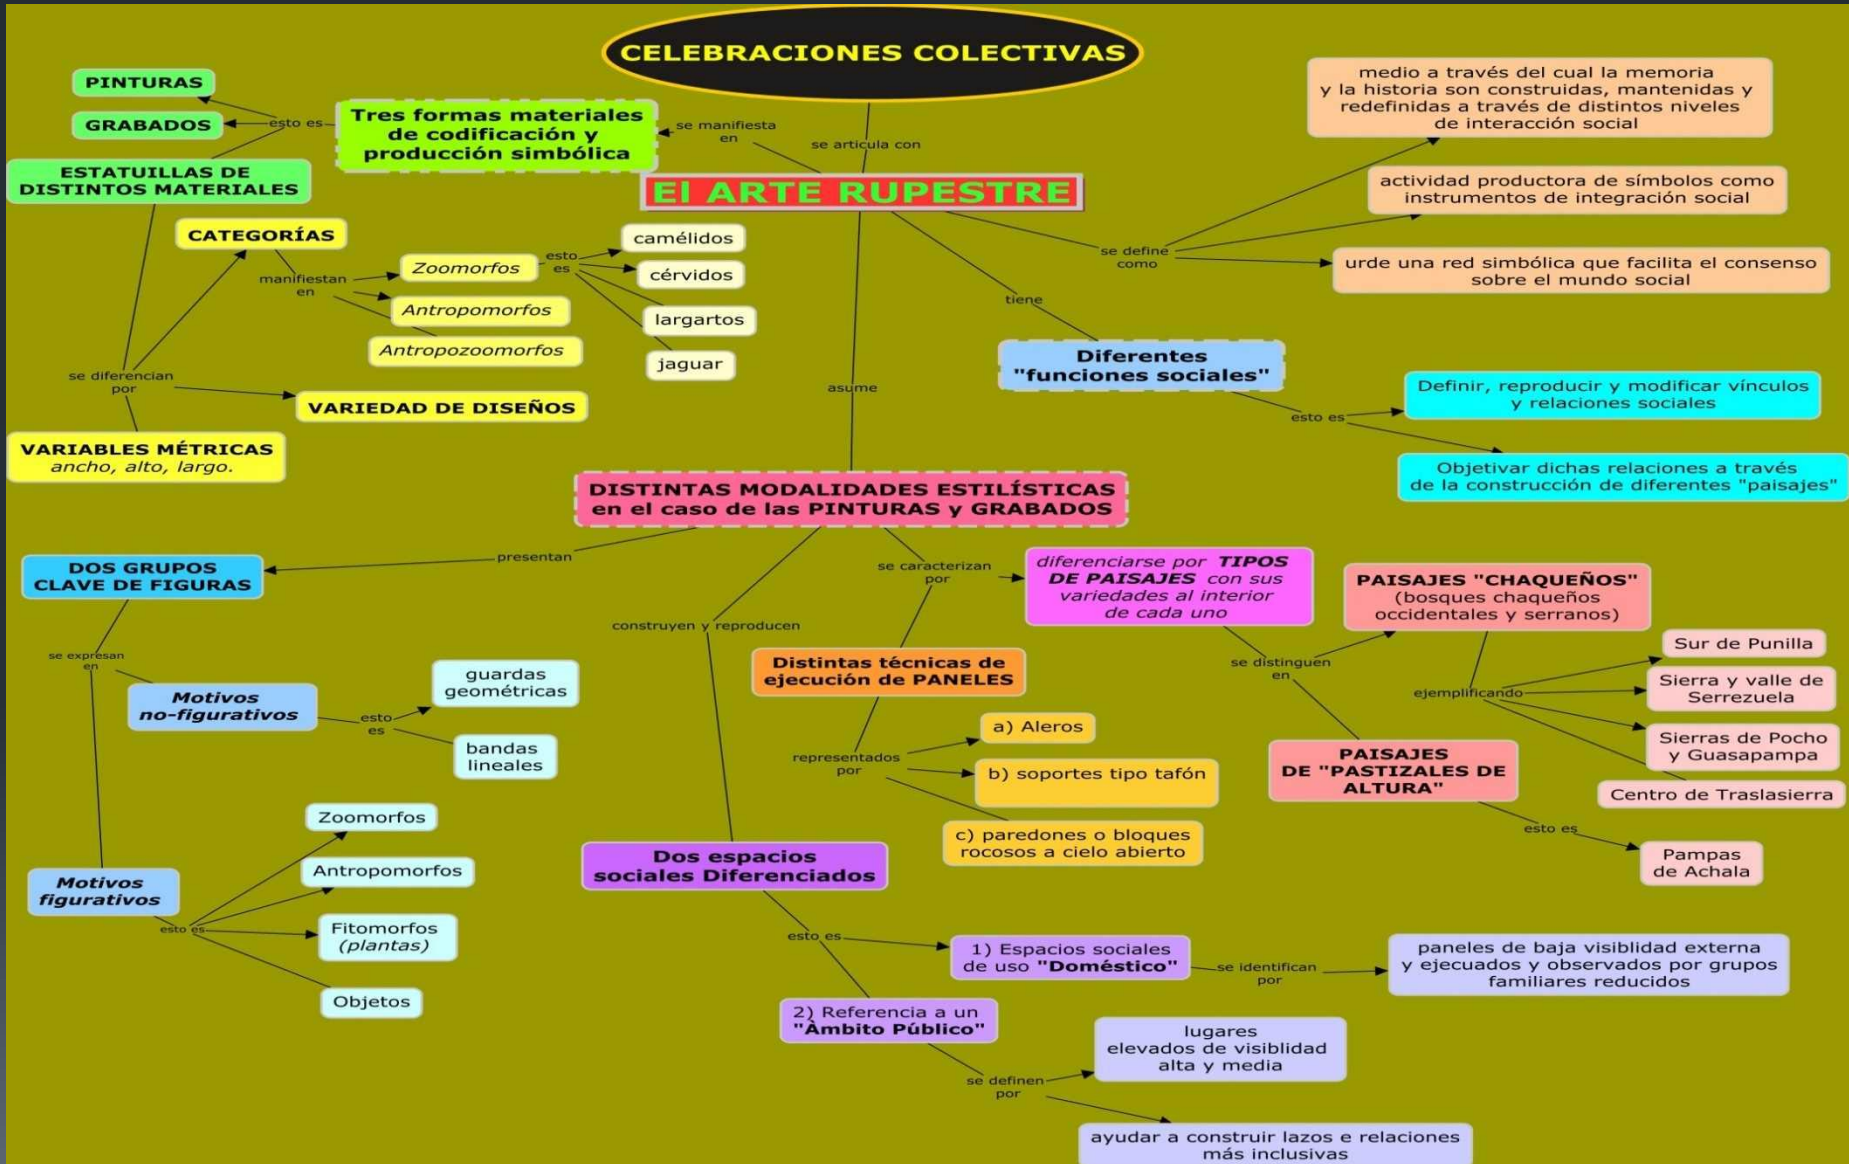 CELEBRACIONES COLECTIVAS
PINTURAS
GRABADOS
esto es
Tres formas materiales
de codificación y
producción simbólica
se manifiesta
en
se articula con
medio a través del cual la memoria
y la historia son construidas, mantenidas y
redefinidas a través de distintos niveles
de interacción social
ESTATUILLAS DE
DISTINTOS MATERIALES
El ARTE RUPESTRE
actividad productora de símbolos como
instrumentos de integración social
se define
como
urde una red simbólica que facilita el consenso
sobre el mundo social
CATEGORÍAS
manifiestan
en
Zoomorfos
esto
es
camélidos
cérvidos
largartos
jaguar
Antropomorfos
Antropozoomorfos
tiene
Diferentes
"funciones sociales"
esto es
Definir, reproducir y modificar vínculos
y relaciones sociales
Objetivar dichas relaciones a través
de la construcción de diferentes "paisajes"
se diferencian
por
VARIEDAD DE DISEÑOS
VARIABLES MÉTRICAS
ancho, alto, largo.
asume
DISTINTAS MODALIDADES ESTILÍSTICAS
en el caso de las PINTURAS y GRABADOS
presentan
DOS GRUPOS
CLAVE DE FIGURAS
se expresan
en
Motivos
no-figurativos
esto
es
guardas
geométricas
bandas
lineales
Motivos
figurativos
esto es
Zoomorfos
Antropomorfos
Fitomorfos
(plantas)
Objetos
construyen y reproducen
se caracterizan
por
diferenciarse por TIPOS
DE PAISAJES con sus
variedades al interior
de cada uno
Distintas técnicas de
ejecución de PANELES
representados
por
a) Aleros
b) soportes tipo tafón
c) paredones o bloques
rocosos a cielo abierto
se distinguen
en
PAISAJES "CHAQUEÑOS"
(bosques chaqueños
occidentales y serranos)
ejemplificando
Sur de Punilla
Sierra y valle de
Serrezuela
Sierras de Pocho
y Guasapampa
Centro de Traslasierra
PAISAJES
DE "PASTIZALES DE
ALTURA"
esto es
Pampas
de Achala
Dos espacios
sociales Diferenciados
esto es
1) Espacios sociales
de uso "Doméstico"
se identifican
por
paneles de baja visiblidad externa
y ejecuados y observados por grupos
familiares reducidos
2) Referencia a un
"Àmbito Público"
se definen
por
lugares
elevados de visiblidad
alta y media
ayudar a construir lazos e relaciones
más inclusivas